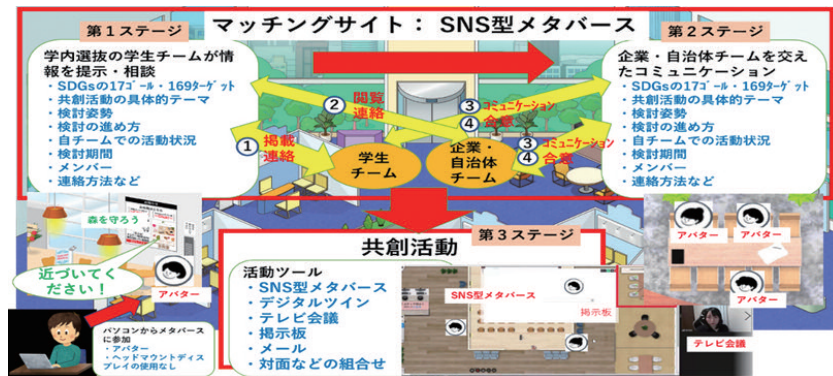 マッチングサイト： SNS型メタバース
第１ステージ
学内選抜の学生チームが情
報を提示・相談
・SDGsの17ｺﾞｰﾙ・169ﾀｰｹﾞｯﾄ
・共創活動の具体的テーマ
・検討姿勢
・検討の進め方
・自チームでの活動状況
・検討期間
・メンバー
・連絡方法など
②
閲覧
連絡
①
掲載
連絡
③
ｺﾐｭﾆｹｰｼｮﾝ
④
合意
③
ｺﾐｭﾆｹｰｼｮﾝ
④
合意
学生
チーム
企業・
自治体
チーム
第２ステージ
企業・自治体チームを交え
たコミュニケーション
・SDGsの17ｺﾞｰﾙ・169ﾀｰｹﾞｯﾄ
・共創活動の具体的テーマ
・検討姿勢
・検討の進め方
・自チームでの活動状況
・検討期間
・メンバー
・連絡方法など
森を守ろう
近づいてく
ださい！
アバター
パソコンからメタバース
に参加
・アバター
・ヘッドマウントディス
プレイの使用なし
第３ステージ
共創活動
活動ツール
・SNS型メタバース
・デジタルツイン
・テレビ会議
・掲示板
・メール
・対面などの組合せ
SNS型メタバース
掲示板
アバター
アバター
アバター
テレビ会議